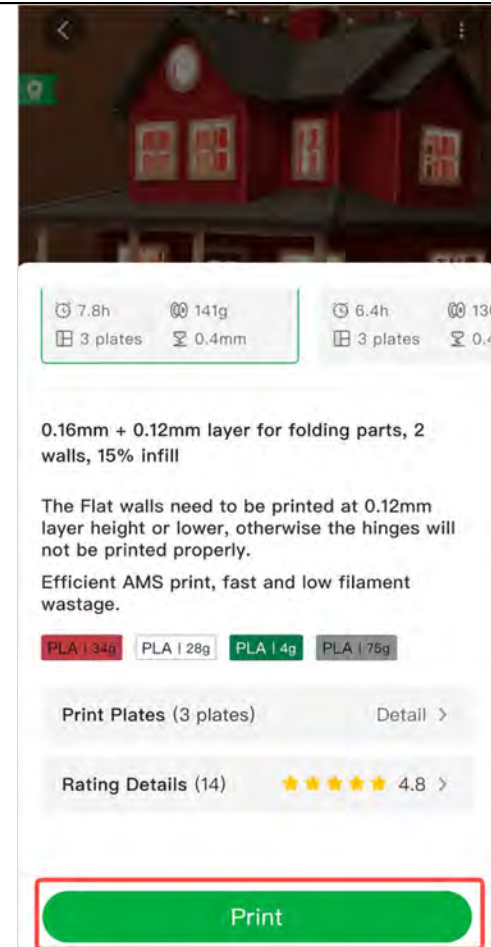 7.8h 141g
6.4h
3 plates 0.4mm
3 plates
0.16mm + 0.12mm layer for folding parts, 2
walls, 15% infill
The Flat walls need to be printed at 0.12mm
layer height or lower, otherwise the hinges will
not be printed properly.
Efficient AMS print, fast and low filament
wastage.
PLA | 34g PLA | 28g PLA | 4g PLA | 75g
Print Plates (3 plates) Detail >
Rating Details (14) 4.8 >
Print